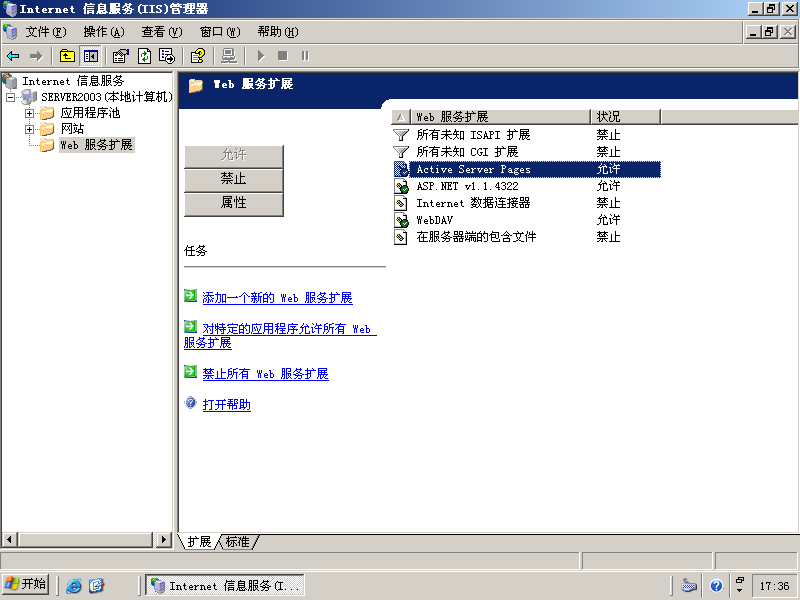 Internet 信息服务(IIS)管理器
文件(F) 操作(A) 查看(V) 窗口(W) 帮助(H)
Internet 信息服务
SERVER2003(本地计算机)
应用程序池
网站
Web 服务扩展
Web 服务扩展
允许
禁止
属性
任务
添加一个新的 Web 服务扩展
对特定的应用程序允许所有 Web
服务扩展
禁止所有 Web 服务扩展
打开帮助
Web 服务扩展 状况
所有未知 ISAPI 扩展 禁止
所有未知 CGI 扩展 禁止
Active Server Pages 允许
ASP.NET v1.1.4322 允许
Internet 数据连接器 禁止
WebDAV 允许
在服务器端的包含文件 禁止
扩展 标准
开始 Internet 信息服务(I... 17:36